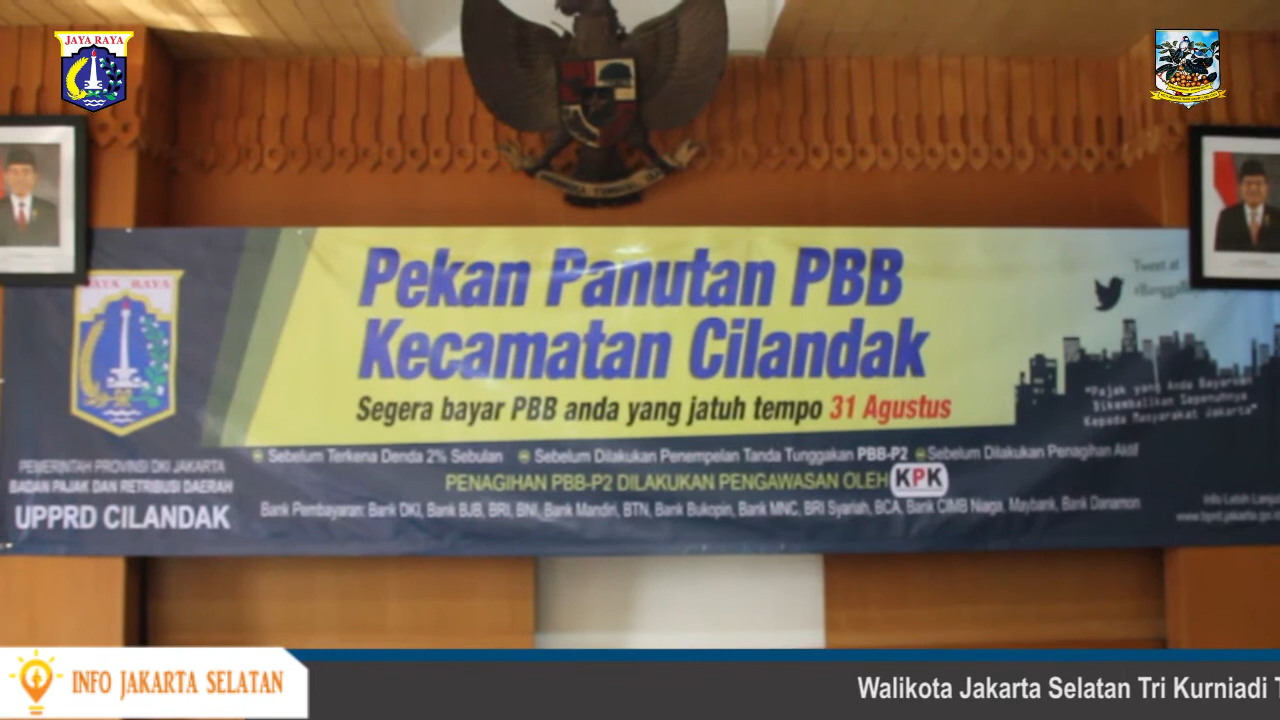 JAYA RAYA
Pekan Panutan PBB
Kecamatan Cilandak
Segera bayar PBB anda yang jatuh tempo 31 Agustus
Tweet at
"Pajak yang Anda Bayarkan
Dikembalikan Sepenuhnya
Kepada Masyarakat Jakarta"
JAYA RAYA
PEMERINTAH PROVINSI DKI JAKARTA
BADAN PAJAK DAN RETRIBUSI DAERAH
UPPRD CILANDAK
Sebelum Terkena Denda 2% Sebulan Sebelum Dilakukan Penempelan Tanda Tunggakan PBB-P2 Sebelum Dilakukan Penagihan Aktif
PENAGIHAN PBB-P2 DILAKUKAN PENGAWASAN OLEH KPK
Bank Pembayaran: Bank DKI, Bank BJB, BRI, BNI, Bank Mandiri, BTN, Bank Bukopin, Bank MNC, BRI Syariah, BCA, Bank CIMB Niaga, Maybank, Bank Danamon
Info Lebih Lanju
INFO JAKARTA SELATAN
Walikota Jakarta Selatan Tri Kurniadi